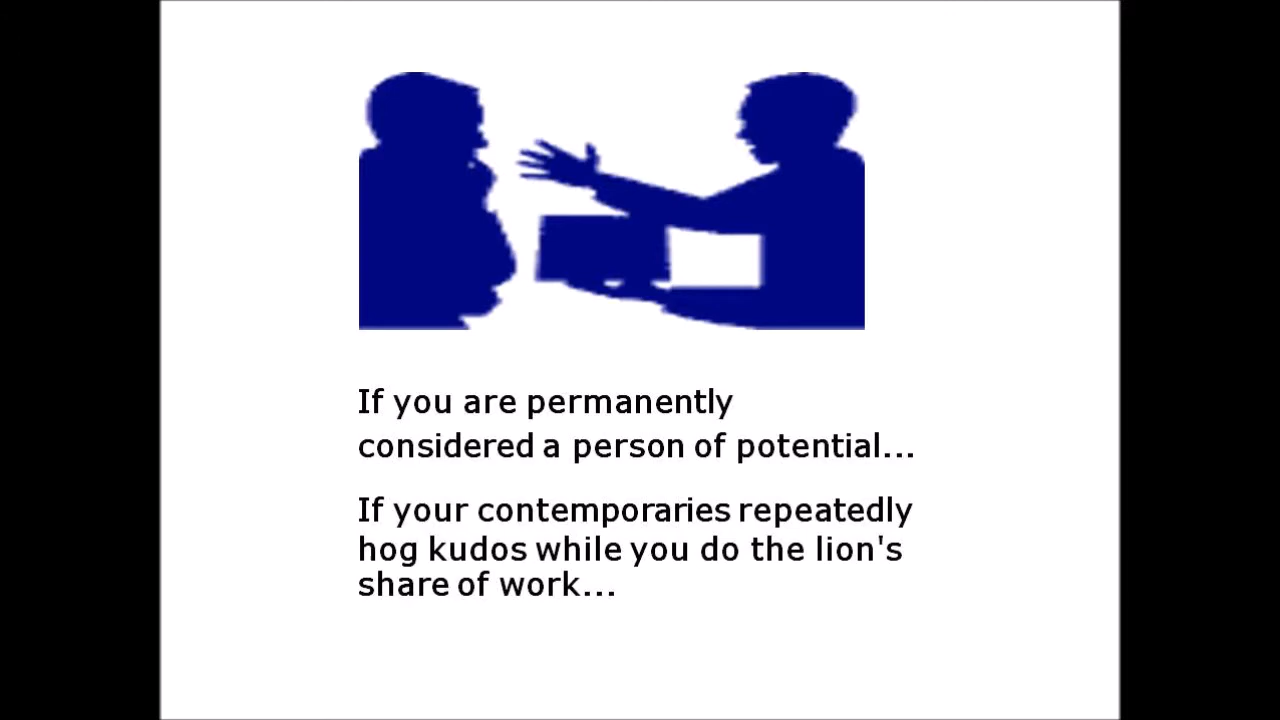 If you are permanently
considered a person of potential...
If your contemporaries repeatedly
hog kudos while you do the lion's
share of work...